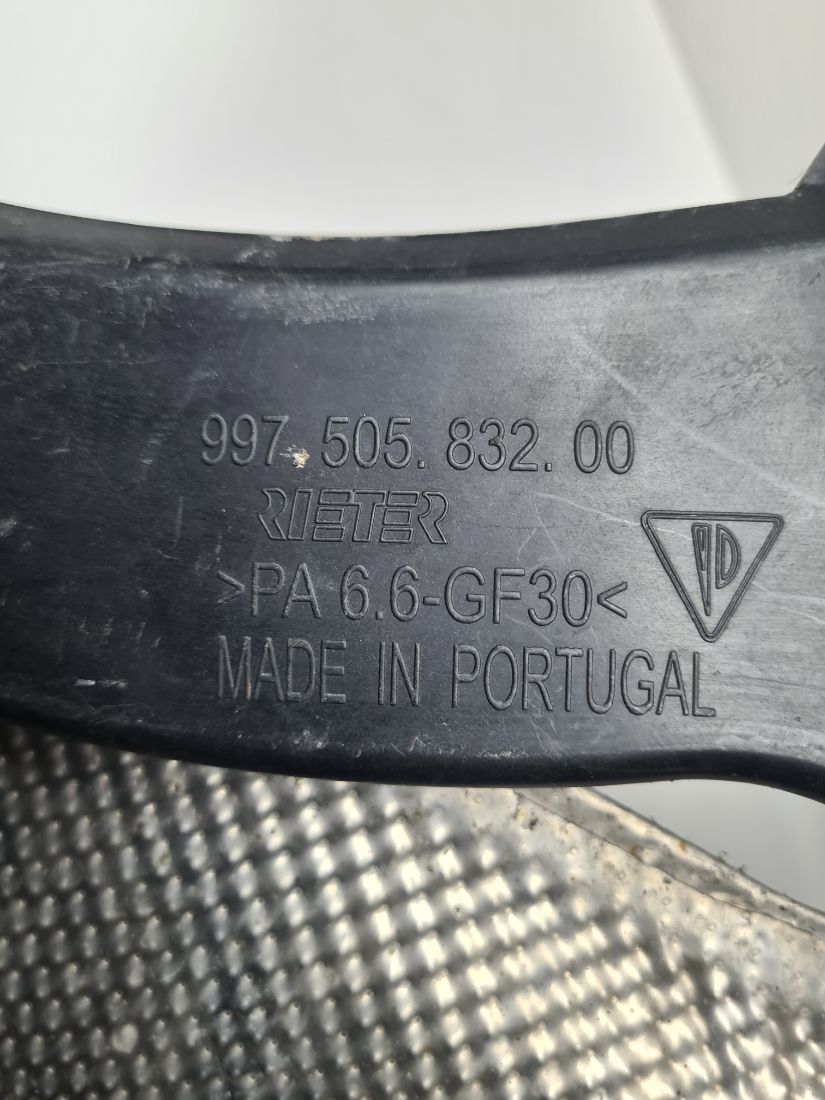 997.505.832.00
RIETER
>PA 6.6-GF30<
MADE IN PORTUGAL